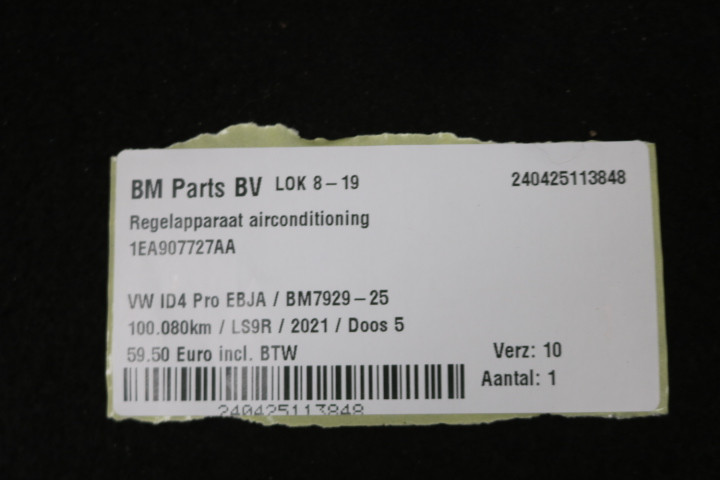 BM Parts BV LOK 8-19 240425113848
Regelapparaat airconditioning
1EA907727AA
VW ID4 Pro EBJA / BM7929-25
100.080km / LS9R / 2021 / Doos 5
59.50 Euro incl. BTW Verz: 10
Aantal: 1
240425113848